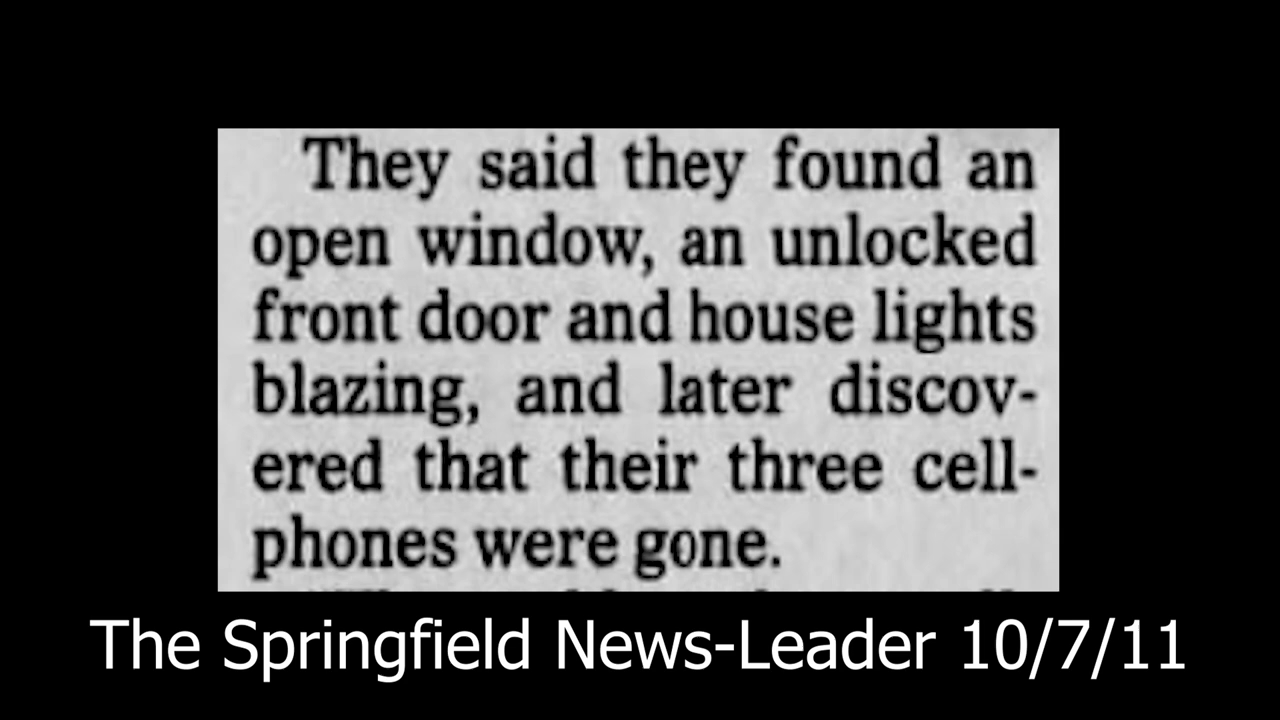 They said they found an
open window, an unlocked
front door and house lights
blazing, and later discov-
ered that their three cell-
phones were gone.
The Springfield News-Leader 10/7/11